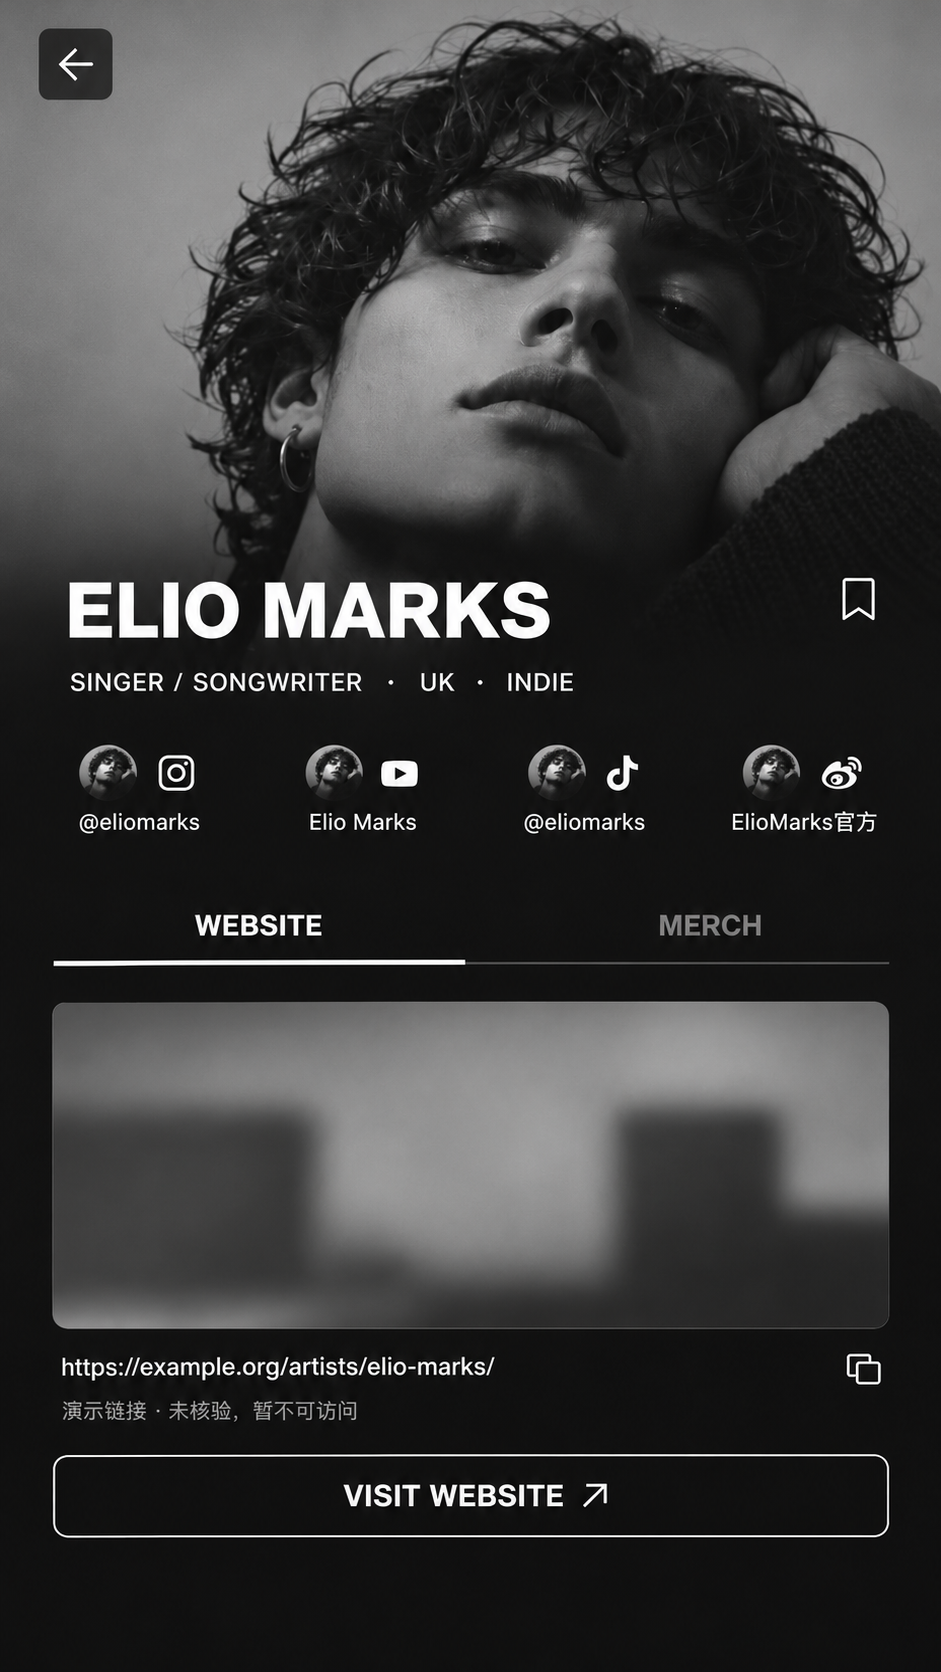 ELIO MARKS
SINGER / SONGWRITER · UK · INDIE
@eliomarks
Elio Marks
@eliomarks
ElioMarks官方
WEBSITE
MERCH
https://example.org/artists/elio-marks/
演示链接 · 未核验，暂不可访问
VISIT WEBSITE